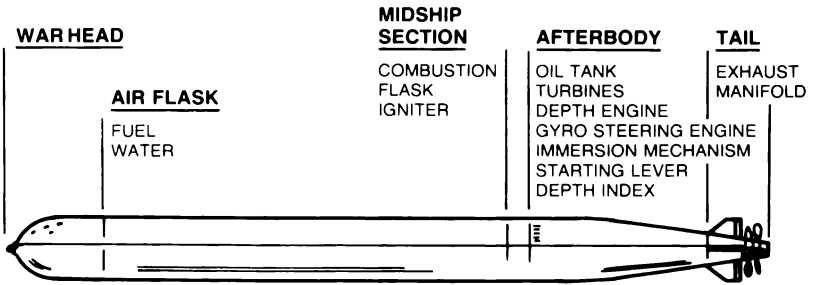 WAR HEAD
AIR FLASK
FUEL
WATER
MIDSHIP
SECTION
COMBUSTION
FLASK
IGNITER
AFTERBODY
OIL TANK
TURBINES
DEPTH ENGINE
GYRO STEERING ENGINE
IMMERSION MECHANISM
STARTING LEVER
DEPTH INDEX
TAIL
EXHAUST
MANIFOLD